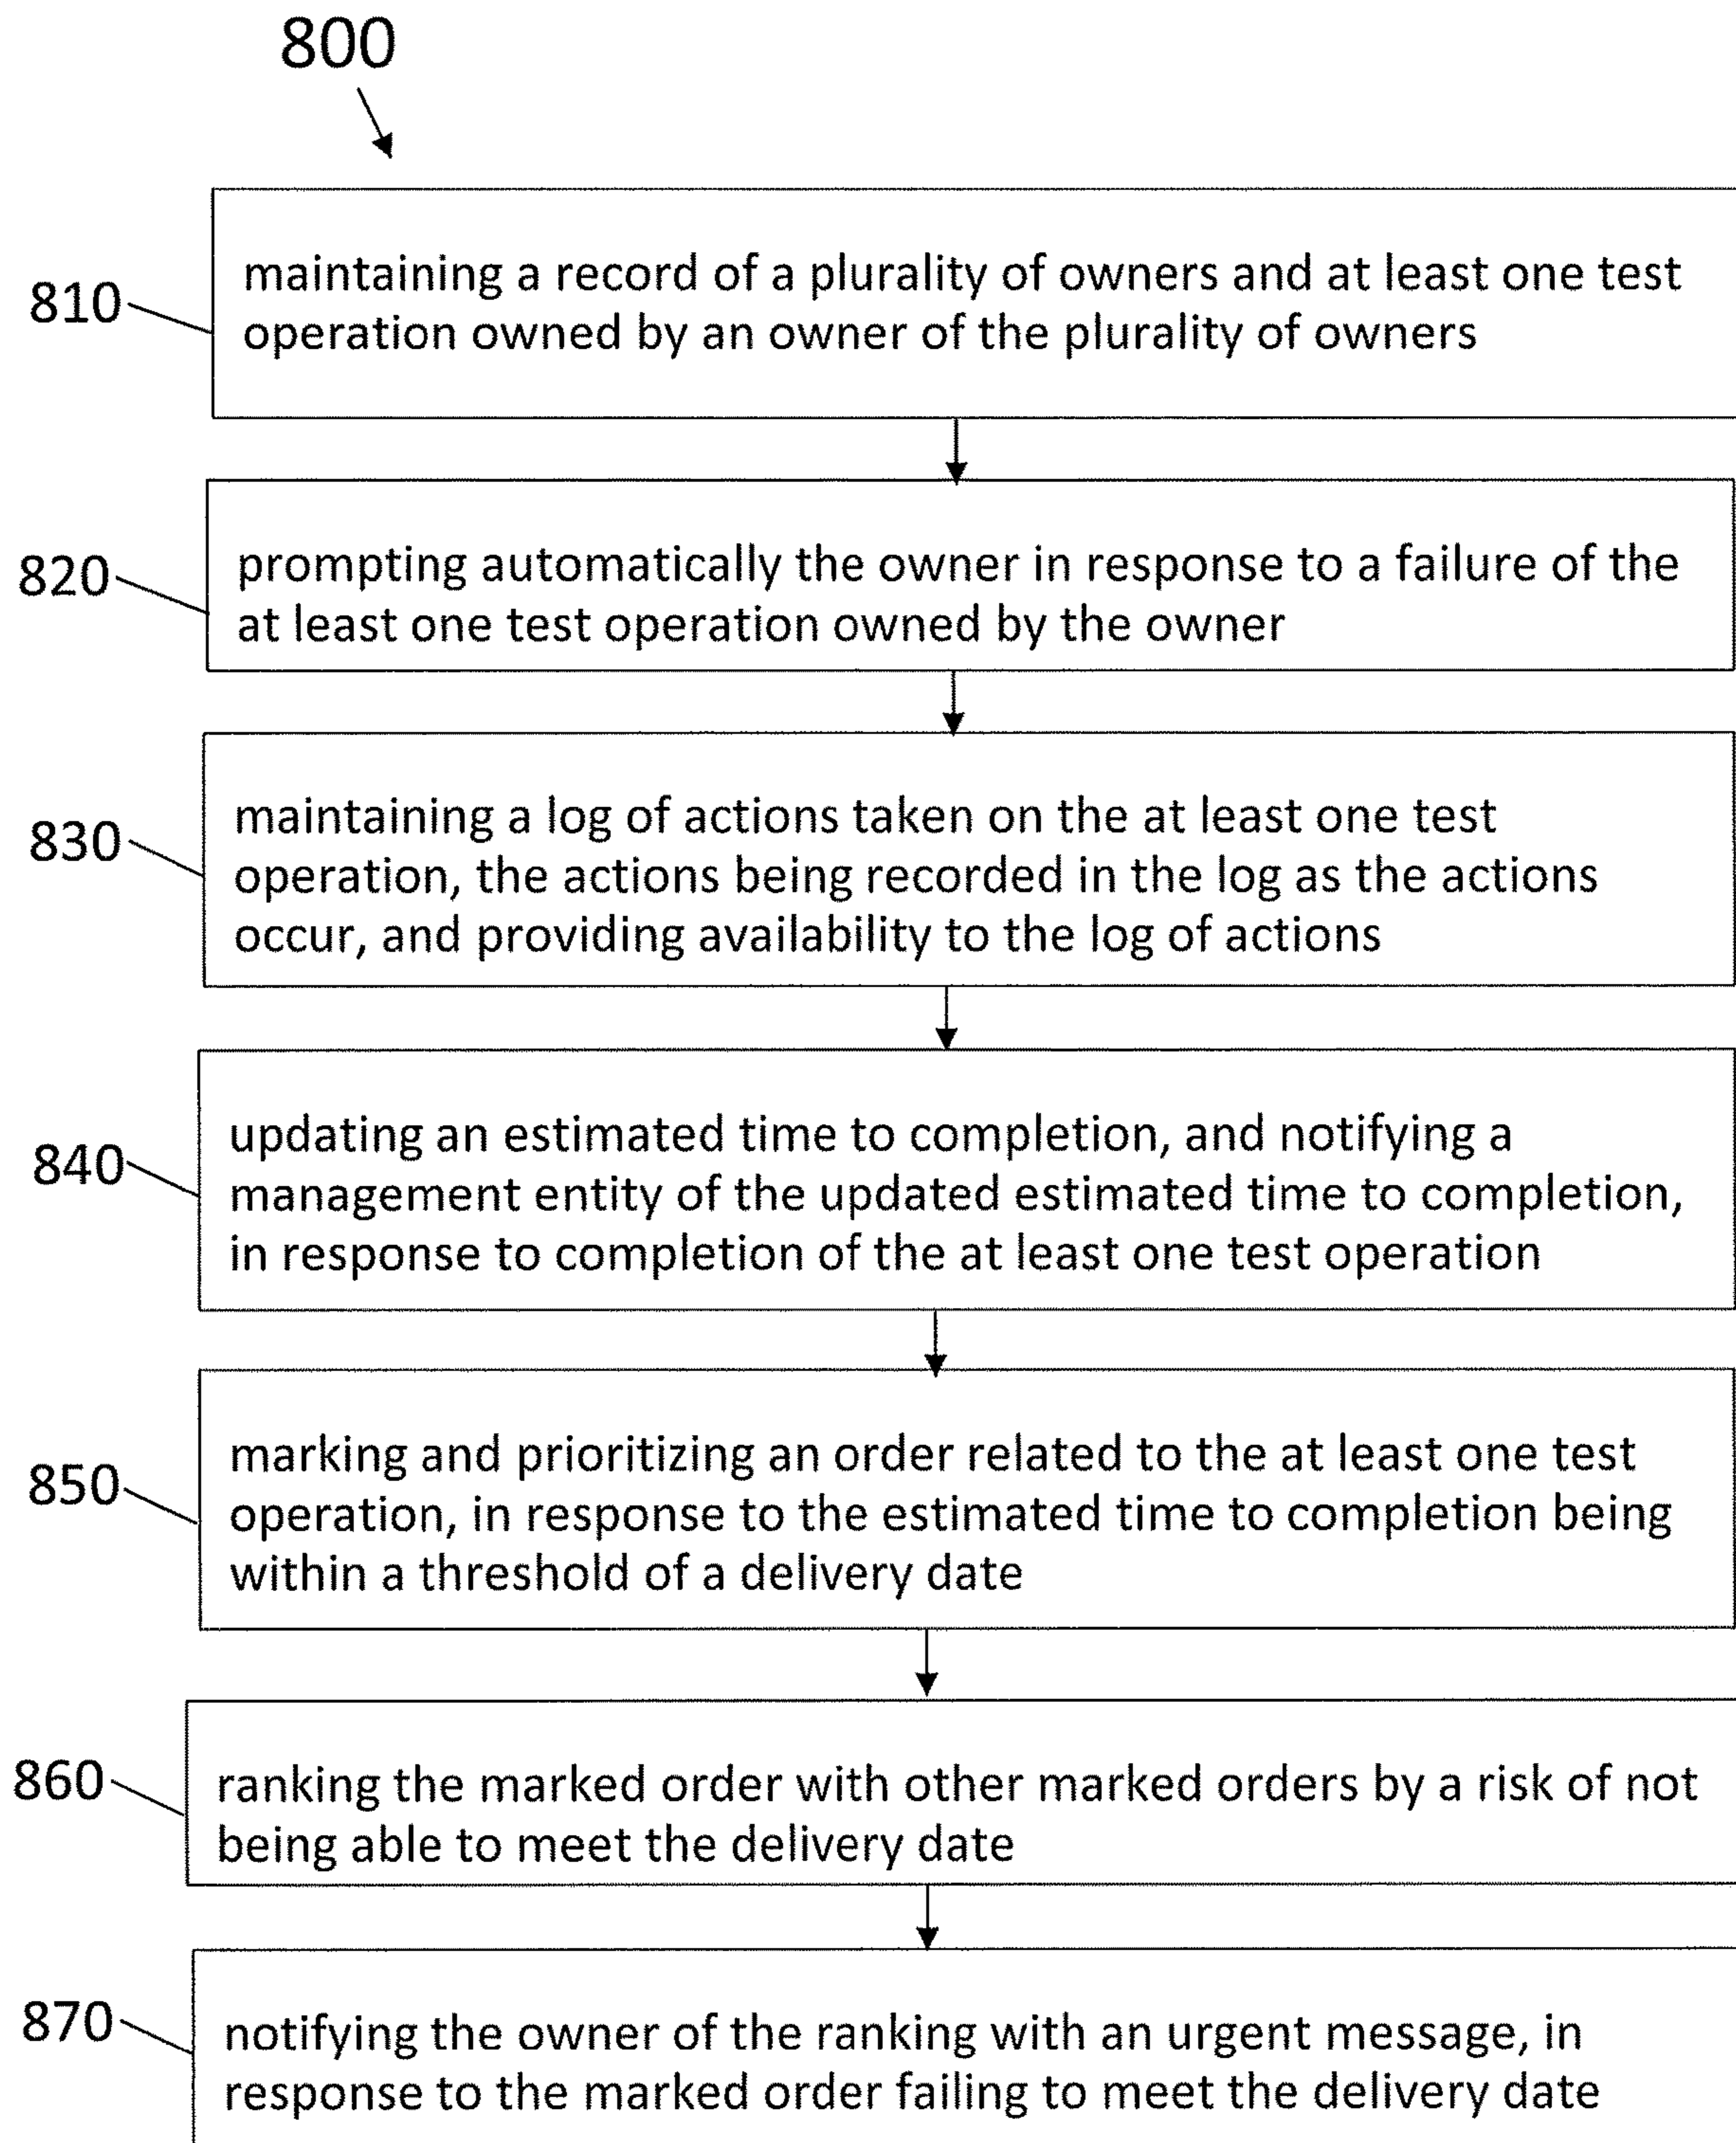 800
810
maintaining a record of a plurality of owners and at least one test
operation owned by an owner of the plurality of owners
820
prompting automatically the owner in response to a failure of the
at least one test operation owned by the owner
830
maintaining a log of actions taken on the at least one test
operation, the actions being recorded in the log as the actions
occur, and providing availability to the log of actions
840
updating an estimated time to completion, and notifying a
management entity of the updated estimated time to completion,
in response to completion of the at least one test operation
850
marking and prioritizing an order related to the at least one test
operation, in response to the estimated time to completion being
within a threshold of a delivery date
860
ranking the marked order with other marked orders by a risk of not
being able to meet the delivery date
870
notifying the owner of the ranking with an urgent message, in
response to the marked order failing to meet the delivery date